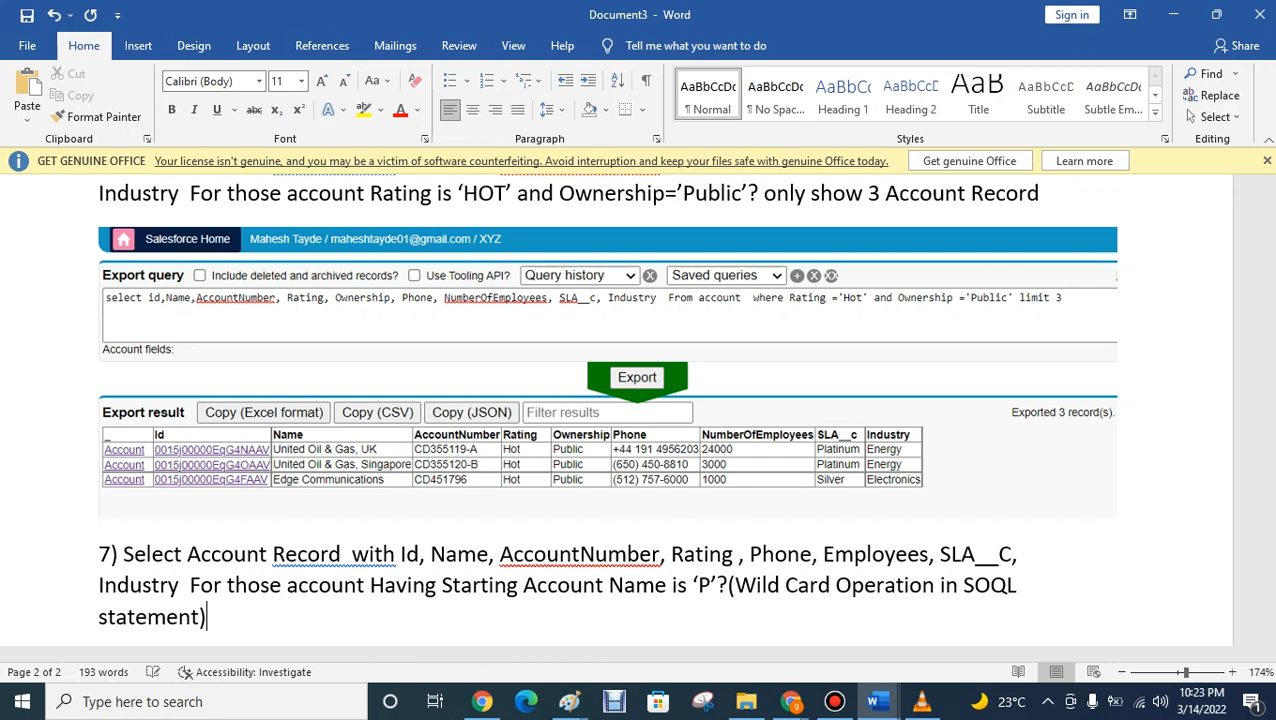 Document3 - Word
Sign in
File Home Insert Design Layout References Mailings Review View Help Tell me what you want to do Share
Paste
Cut
Copy
Format Painter
Clipboard
Calibri (Body) 11
Font
Paragraph
AaBbCcDc AaBbCcDc AaBbCc AaBbCcD AaB AaBbCcD AaBbCcDc
¶ Normal ¶ No Spac... Heading 1 Heading 2 Title Subtitle Subtle Em...
Styles
Find
Replace
Select
Editing
GET GENUINE OFFICE Your license isn't genuine, and you may be a victim of software counterfeiting. Avoid interruption and keep your files safe with genuine Office today. Get genuine Office Learn more
Industry For those account Rating is ‘HOT’ and Ownership=’Public’? only show 3 Account Record
Salesforce Home Mahesh Tayde / maheshtayde01@gmail.com / XYZ
Export query Include deleted and archived records? Use Tooling API? Query history Saved queries
select id,Name,AccountNumber, Rating, Ownership, Phone, NumberOfEmployees, SLA__c, Industry From account where Rating ='Hot' and Ownership ='Public' limit 3
Account fields:
Export
Export result Copy (Excel format) Copy (CSV) Copy (JSON) Filter results Exported 3 record(s).
_ Id Name AccountNumber Rating Ownership Phone NumberOfEmployees SLA__c Industry
Account 0015j00000EqG4NAAV United Oil & Gas, UK CD355119-A Hot Public +44 191 4956203 24000 Platinum Energy
Account 0015j00000EqG4OAAV United Oil & Gas, Singapore CD355120-B Hot Public (650) 450-8810 3000 Platinum Energy
Account 0015j00000EqG4FAAV Edge Communications CD451796 Hot Public (512) 757-6000 1000 Silver Electronics
7) Select Account Record with Id, Name, AccountNumber, Rating , Phone, Employees, SLA__C,
Industry For those account Having Starting Account Name is ‘P’?(Wild Card Operation in SOQL
statement)
Page 2 of 2 193 words Accessibility: Investigate 174%
Type here to search 23°C 10:23 PM
3/14/2022